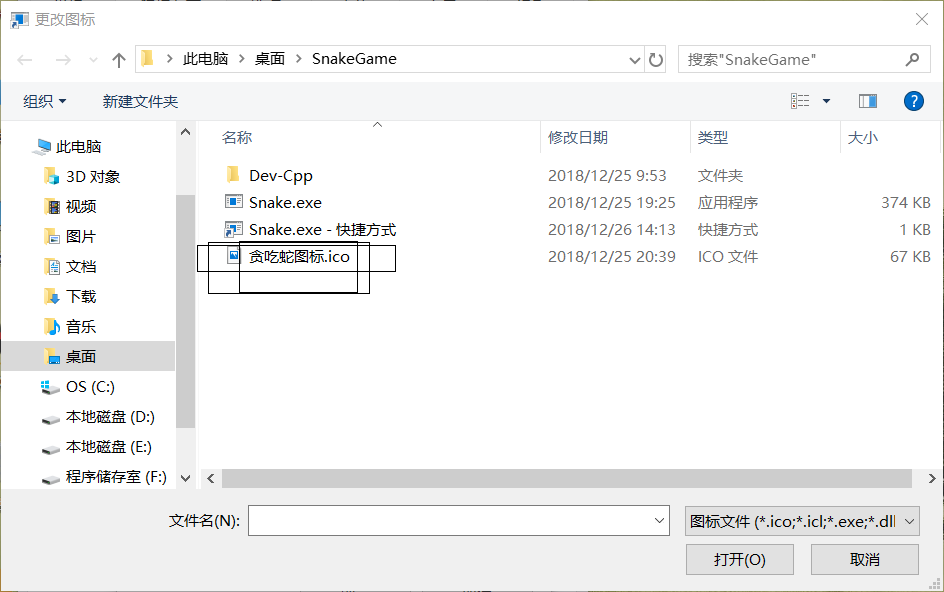 更改图标
此电脑 > 桌面 > SnakeGame
搜索"SnakeGame"
组织 新建文件夹
名称 修改日期 类型 大小
此电脑
3D 对象
视频
图片
文档
下载
音乐
桌面
OS (C:)
本地磁盘 (D:)
本地磁盘 (E:)
程序储存室 (F:)
Dev-Cpp 2018/12/25 9:53 文件夹
Snake.exe 2018/12/25 19:25 应用程序 374 KB
Snake.exe - 快捷方式 2018/12/26 14:13 快捷方式 1 KB
贪吃蛇图标.ico 2018/12/25 20:39 ICO 文件 67 KB
文件名(N):
图标文件 (*.ico;*.icl;*.exe;*.dll
打开(O) 取消